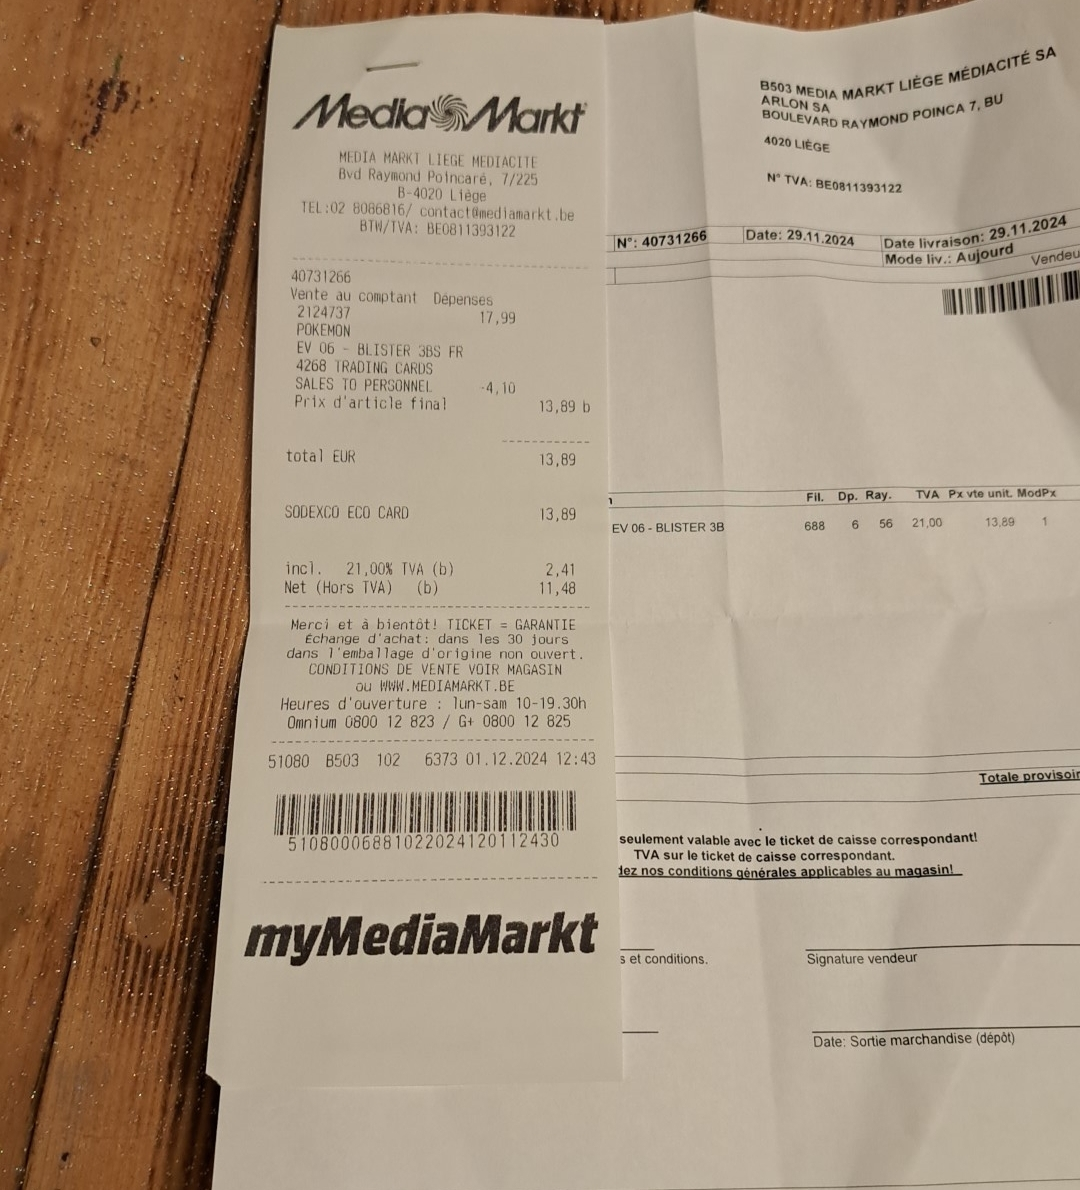 MediaMarkt
MEDIA MARKT LIEGE MEDIACITE
Bvd Raymond Poincaré, 7/225
B-4020 Liège
TEL:02 8086816/ contact@mediamarkt.be
BTW/TVA: BE0811393122
40731266
Vente au comptant Dépenses
2124737 17,99
POKEMON
EV 06 - BLISTER 3BS FR
4268 TRADING CARDS
SALES TO PERSONNEL -4,10
Prix d'article final 13,89 b
total EUR 13,89
SODEXCO ECO CARD 13,89
incl. 21,00% TVA (b) 2,41
Net (Hors TVA) (b) 11,48
Merci et à bientôt! TICKET = GARANTIE
Echange d'achat: dans les 30 jours
dans l'emballage d'origine non ouvert.
CONDITIONS DE VENTE VOIR MAGASIN
ou WWW.MEDIAMARKT.BE
Heures d'ouverture : lun-sam 10-19.30h
Omnium 0800 12 823 / G+ 0800 12 825
51080 B503 102 6373 01.12.2024 12:43
5108000688102202412011243​0
myMediaMarkt
B503 MEDIA MARKT LIÈGE MÉDIACITÉ SA
ARLON SA
BOULEVARD RAYMOND POINCA 7, BU
4020 LIÈGE
N° TVA: BE0811393122
N°: 40731266 Date: 29.11.2024 Date livraison: 29.11.2024
Mode liv.: Aujourd Vendeu
Fil. Dp. Ray. TVA Px vte unit. ModPx
EV 06 - BLISTER 3B 688 6 56 21,00 13,89 1
Totale provisoir
seulement valable avec le ticket de caisse correspondant!
TVA sur le ticket de caisse correspondant.
dez nos conditions générales applicables au magasin!
s et conditions. Signature vendeur
Date: Sortie marchandise (dépôt)